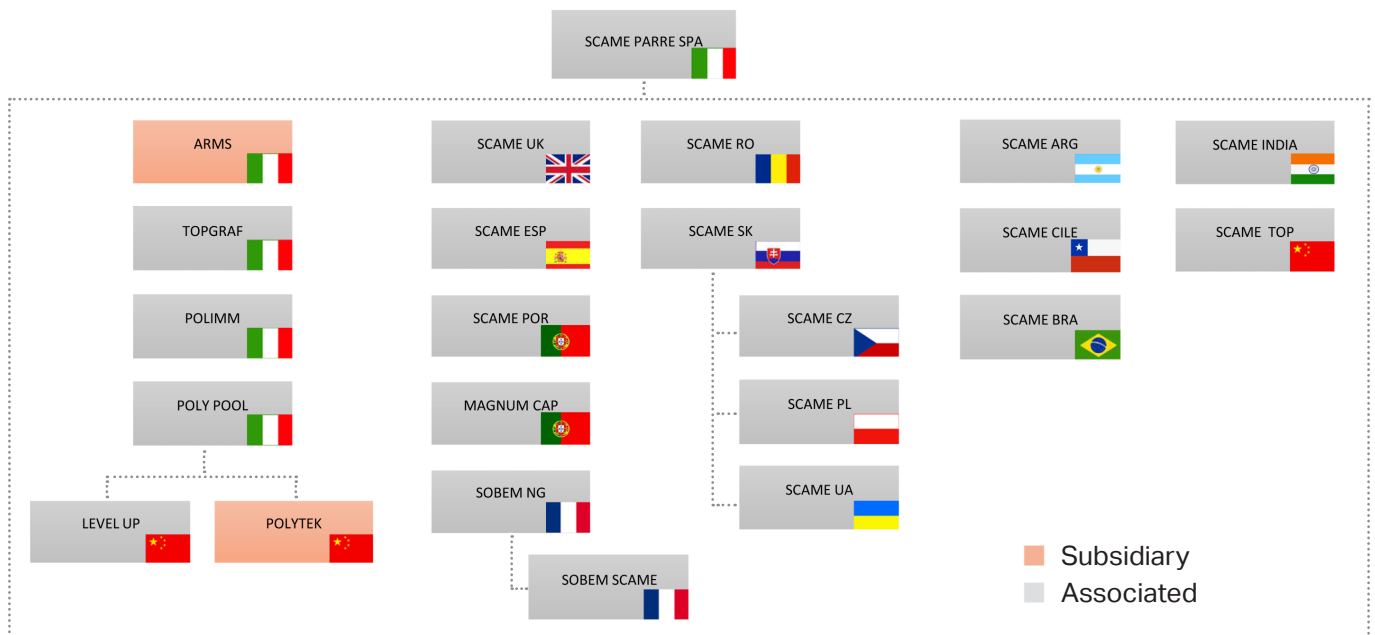 SCAME PARRE SPA
ARMS
SCAME UK
SCAME RO
SCAME ARG
SCAME INDIA
TOPGRAF
SCAME ESP
SCAME SK
SCAME CILE
SCAME  TOP
POLIMM
SCAME POR
SCAME CZ
SCAME BRA
POLY POOL
MAGNUM CAP
SCAME PL
LEVEL UP
POLYTEK
SOBEM NG
SCAME UA
SOBEM SCAME
Subsidiary
Associated